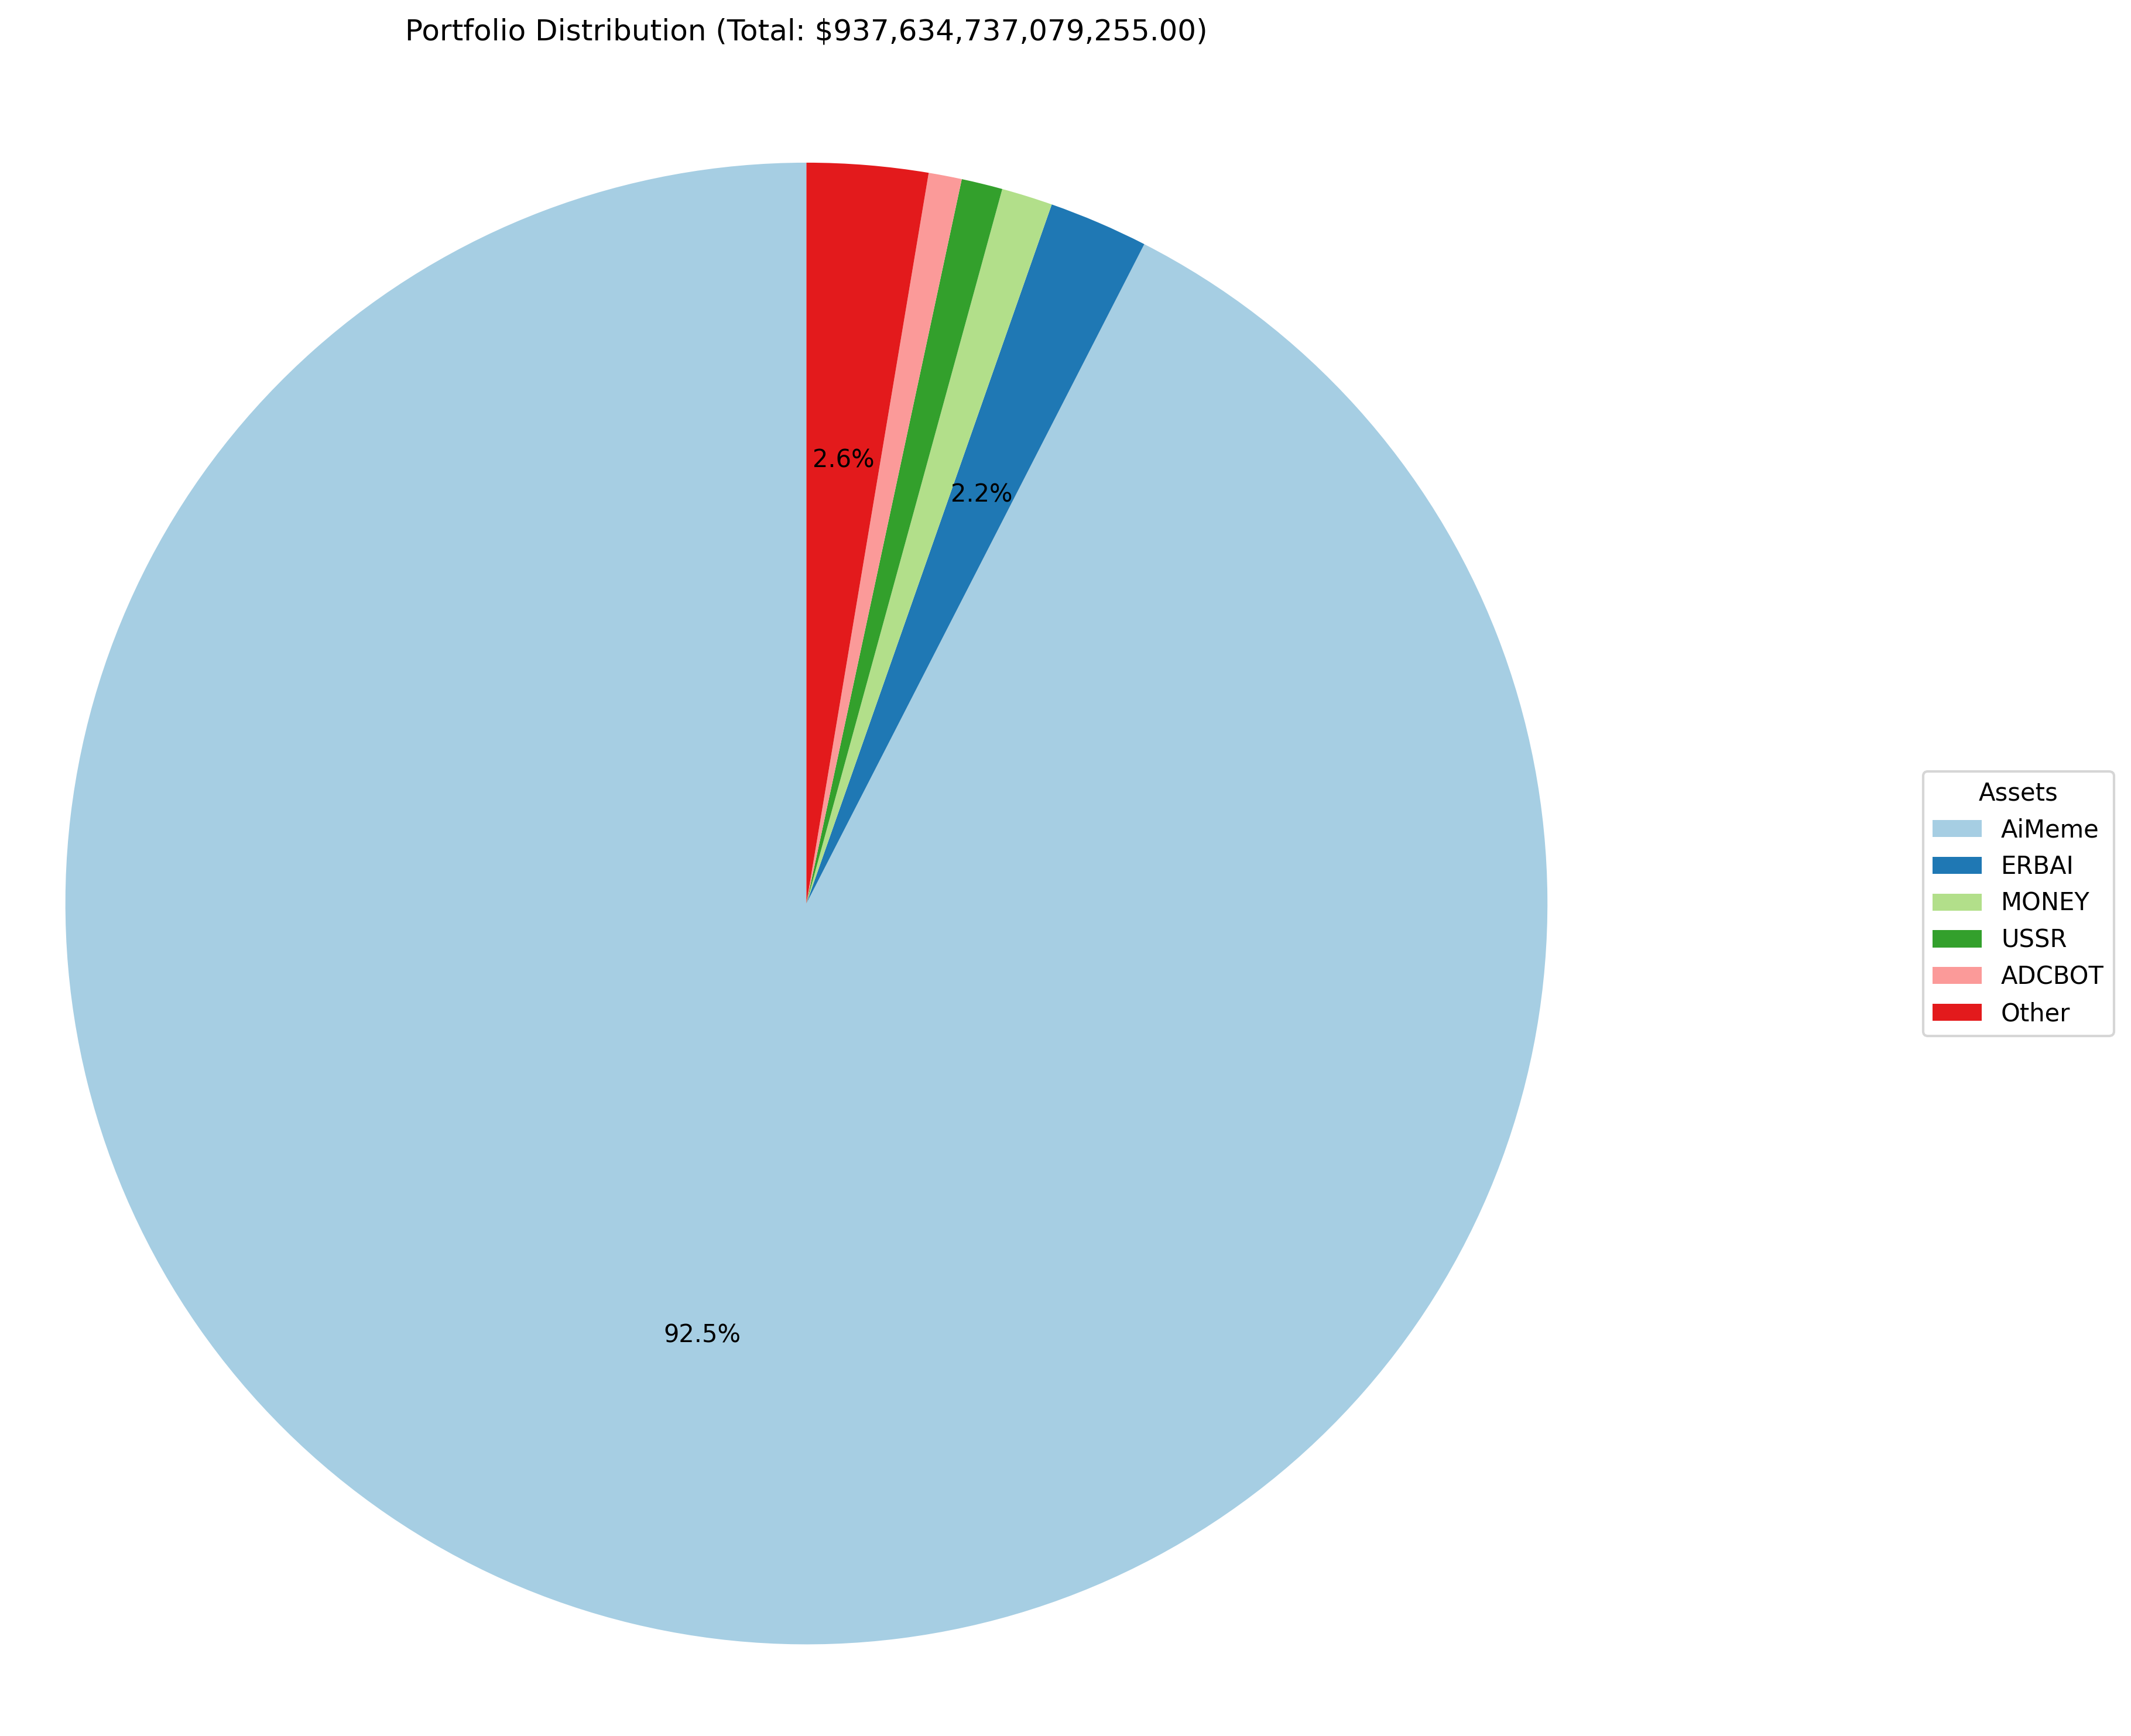 Portfolio Distribution (Total: $937,634,737,079,255.00)
2.6%
2.2%
92.5%
Assets
AiMeme
ERBAI
MONEY
USSR
ADCBOT
Other